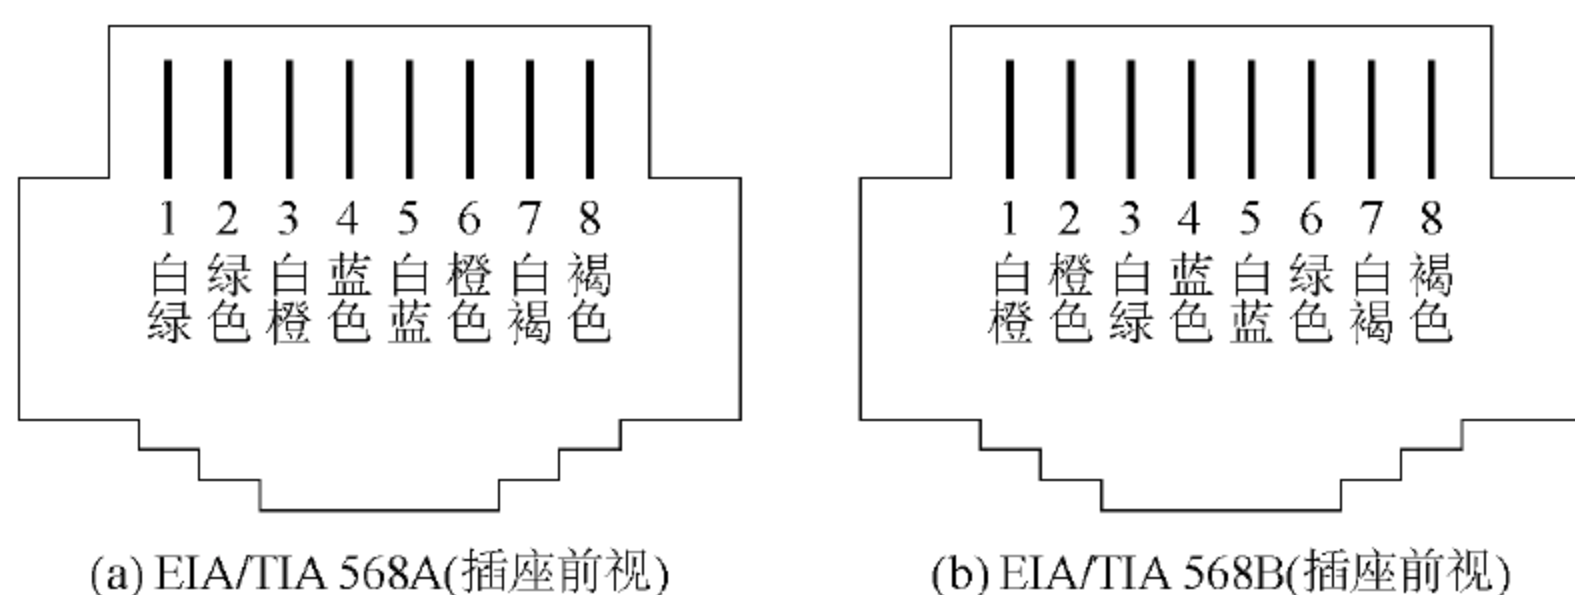 1 2 3 4 5 6 7 8
白绿 绿色 白橙 蓝色 白蓝 橙色 白褐 褐色
(a) EIA/TIA 568A(插座前视)
1 2 3 4 5 6 7 8
白橙 橙色 白绿 蓝色 白蓝 绿色 白褐 褐色
(b) EIA/TIA 568B(插座前视)